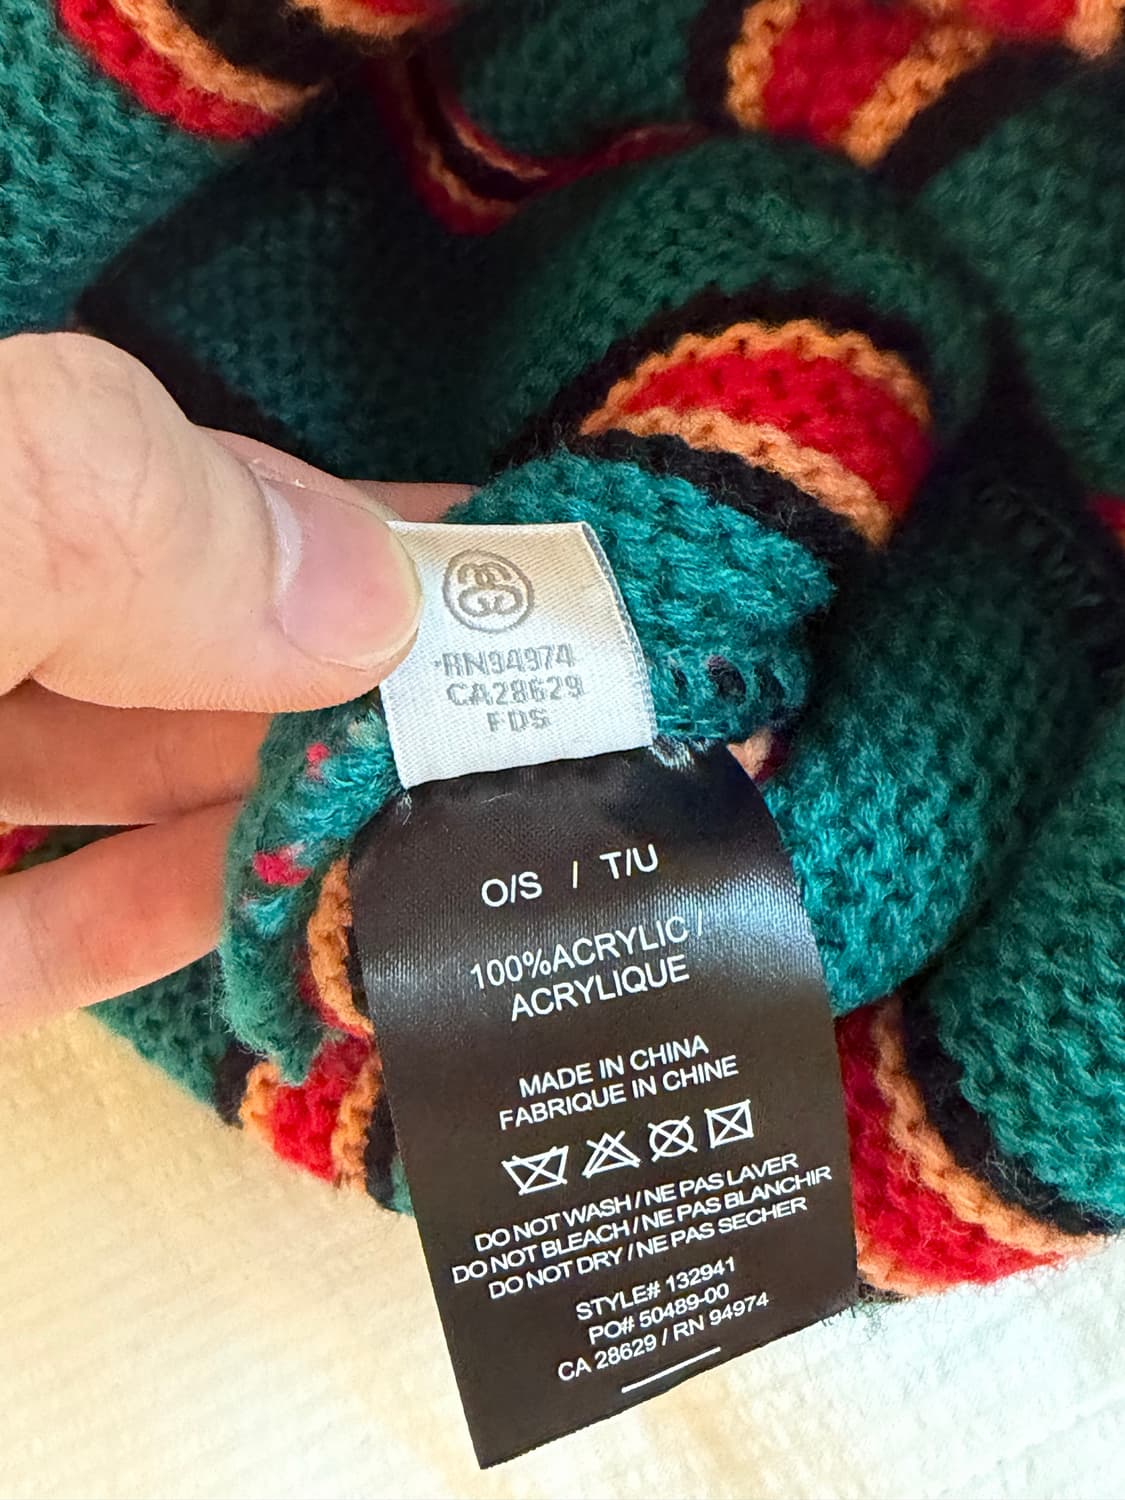 RN94974
CA28629
FDS
O/S / T/U
100%ACRYLIC /
ACRYLIQUE
MADE IN CHINA
FABRIQUE IN CHINE
DO NOT WASH / NE PAS LAVER
DO NOT BLEACH / NE PAS BLANCHIR
DO NOT DRY / NE PAS SECHER
STYLE# 132941
PO# 50489-00
CA 28629 / RN 94974